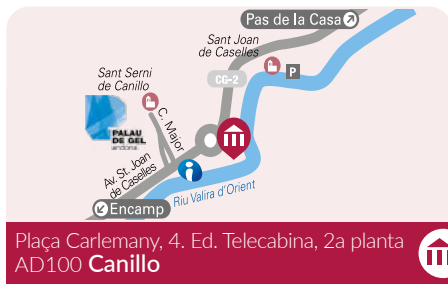 Pas de la Casa
Sant Joan
de Caselles
CG-2
P
Sant Serni
de Canillo
C. Major
PALAU
DE GEL
andorra
Av. St. Joan
de Caselles
i
Riu Valira d'Orient
Encamp
Plaça Carlemany, 4. Ed. Telecabina, 2a planta
AD100 Canillo